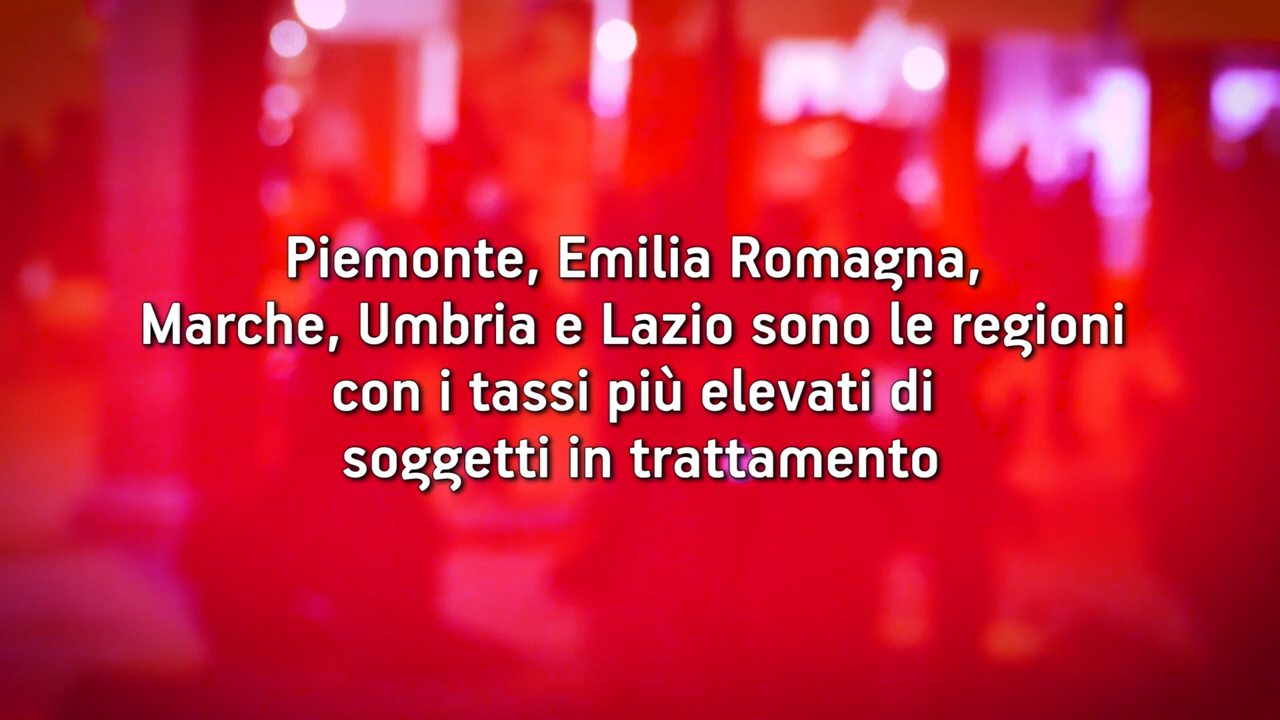 Piemonte, Emilia Romagna,
Marche, Umbria e Lazio sono le regioni
con i tassi più elevati di
soggetti in trattamento